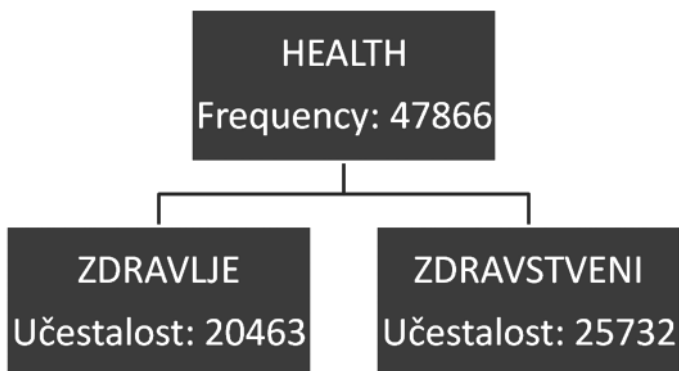 HEALTH
Frequency: 47866
ZDRAVLJE
Učestalost: 20463
ZDRAVSTVENI
Učestalost: 25732